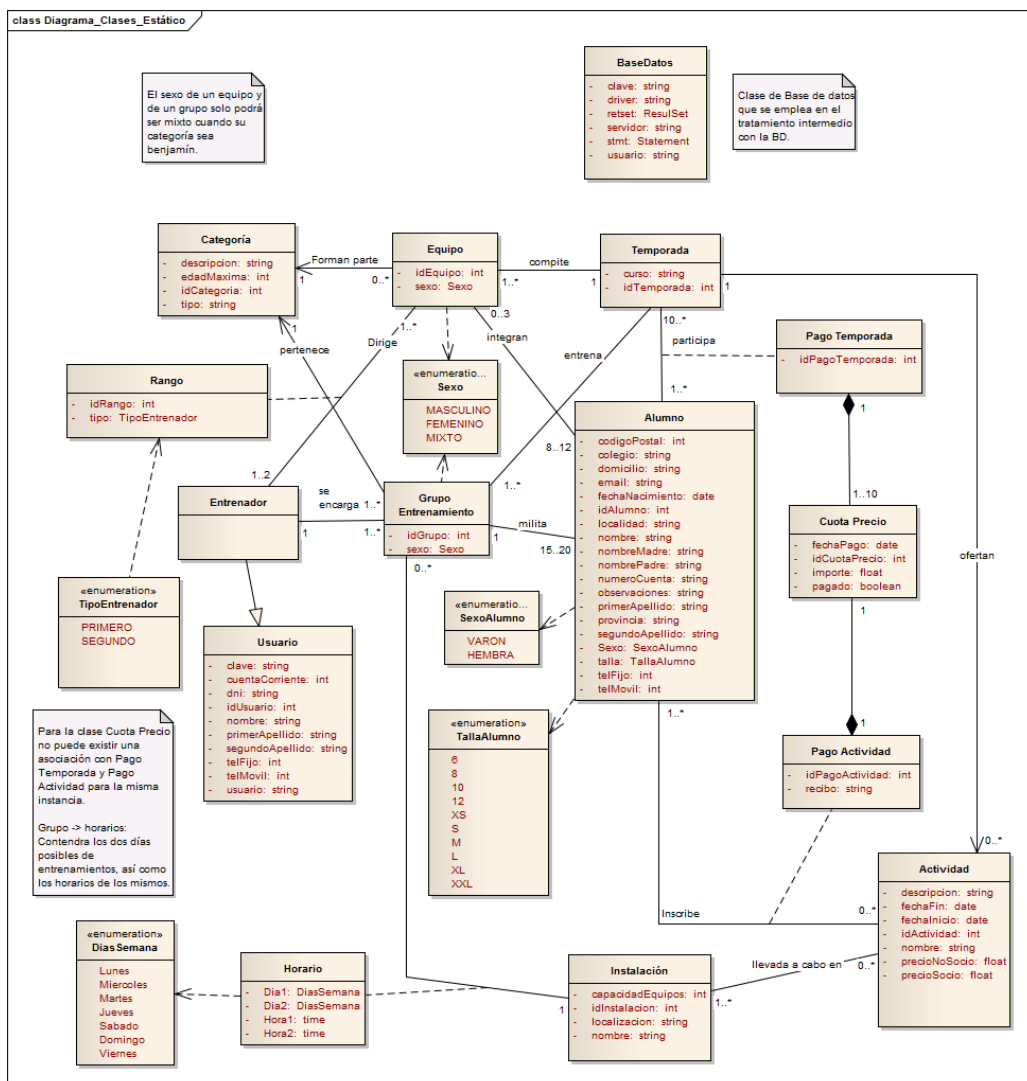 class Diagrama_Clases_Estático
El sexo de un equipo y
de un grupo solo podrá
ser mixto cuando su
categoría sea
benjamín.
BaseDatos
- clave: string
- driver: string
- retset: ResulSet
- servidor: string
- stmt: Statement
- usuario: string
Clase de Base de datos
que se emplea en el
tratamiento intermedio
con la BD.
Categoría
- descripcion: string
- edadMaxima: int
- idCategoria: int
- tipo: string
Forman parte
1
0..*
Equipo
- idEquipo: int
- sexo: Sexo
compite
1..*
1
Temporada
- curso: string
- idTemporada: int
1
0..3
1..*
10..*
1
pertenece
Dirige
integran
entrena
participa
Pago Temporada
- idPagoTemporada: int
1
Rango
- idRango: int
- tipo: TipoEntrenador
«enumeratio...
Sexo
MASCULINO
FEMENINO
MIXTO
1..*
Alumno
- codigoPostal: int
- colegio: string
- domicilio: string
- email: string
- fechaNacimiento: date
- idAlumno: int
- localidad: string
- nombre: string
- nombreMadre: string
- nombrePadre: string
- numeroCuenta: string
- observaciones: string
- primerApellido: string
- provincia: string
- segundoApellido: string
- Sexo: SexoAlumno
- talla: TallaAlumno
- telFijo: int
- telMovil: int
8..12
1..2
Entrenador
se
encarga
1..*
1
1..*
Grupo
Entrenamiento
- idGrupo: int
- sexo: Sexo
1..*
milita
1
15..20
0..*
1..10
Cuota Precio
- fechaPago: date
- idCuotaPrecio: int
- importe: float
- pagado: boolean
1
ofertan
«enumeration»
TipoEntrenador
PRIMERO
SEGUNDO
«enumeratio...
SexoAlumno
VARON
HEMBRA
Usuario
- clave: string
- cuentaCorriente: int
- dni: string
- idUsuario: int
- nombre: string
- primerApellido: string
- segundoApellido: string
- telFijo: int
- telMovil: int
- usuario: string
Para la clase Cuota Precio
no puede existir una
asociación con Pago
Temporada y Pago
Actividad para la misma
instancia.
Grupo -> horarios:
Contendra los dos días
posibles de
entrenamientos, así como
los horarios de los mismos.
«enumeration»
TallaAlumno
6
8
10
12
XS
S
M
L
XL
XXL
1..*
1
Pago Actividad
- idPagoActividad: int
- recibo: string
0..*
Actividad
- descripcion: string
- fechaFin: date
- fechaInicio: date
- idActividad: int
- nombre: string
- precioNoSocio: float
- precioSocio: float
Inscribe
0..*
llevada a cabo en
0..*
«enumeration»
DiasSemana
Lunes
Miercoles
Martes
Jueves
Sabado
Domingo
Viernes
Horario
- Dia1: DiasSemana
- Dia2: DiasSemana
- Hora1: time
- Hora2: time
1
Instalación
- capacidadEquipos: int
- idInstalacion: int
- localizacion: string
- nombre: string
1..*